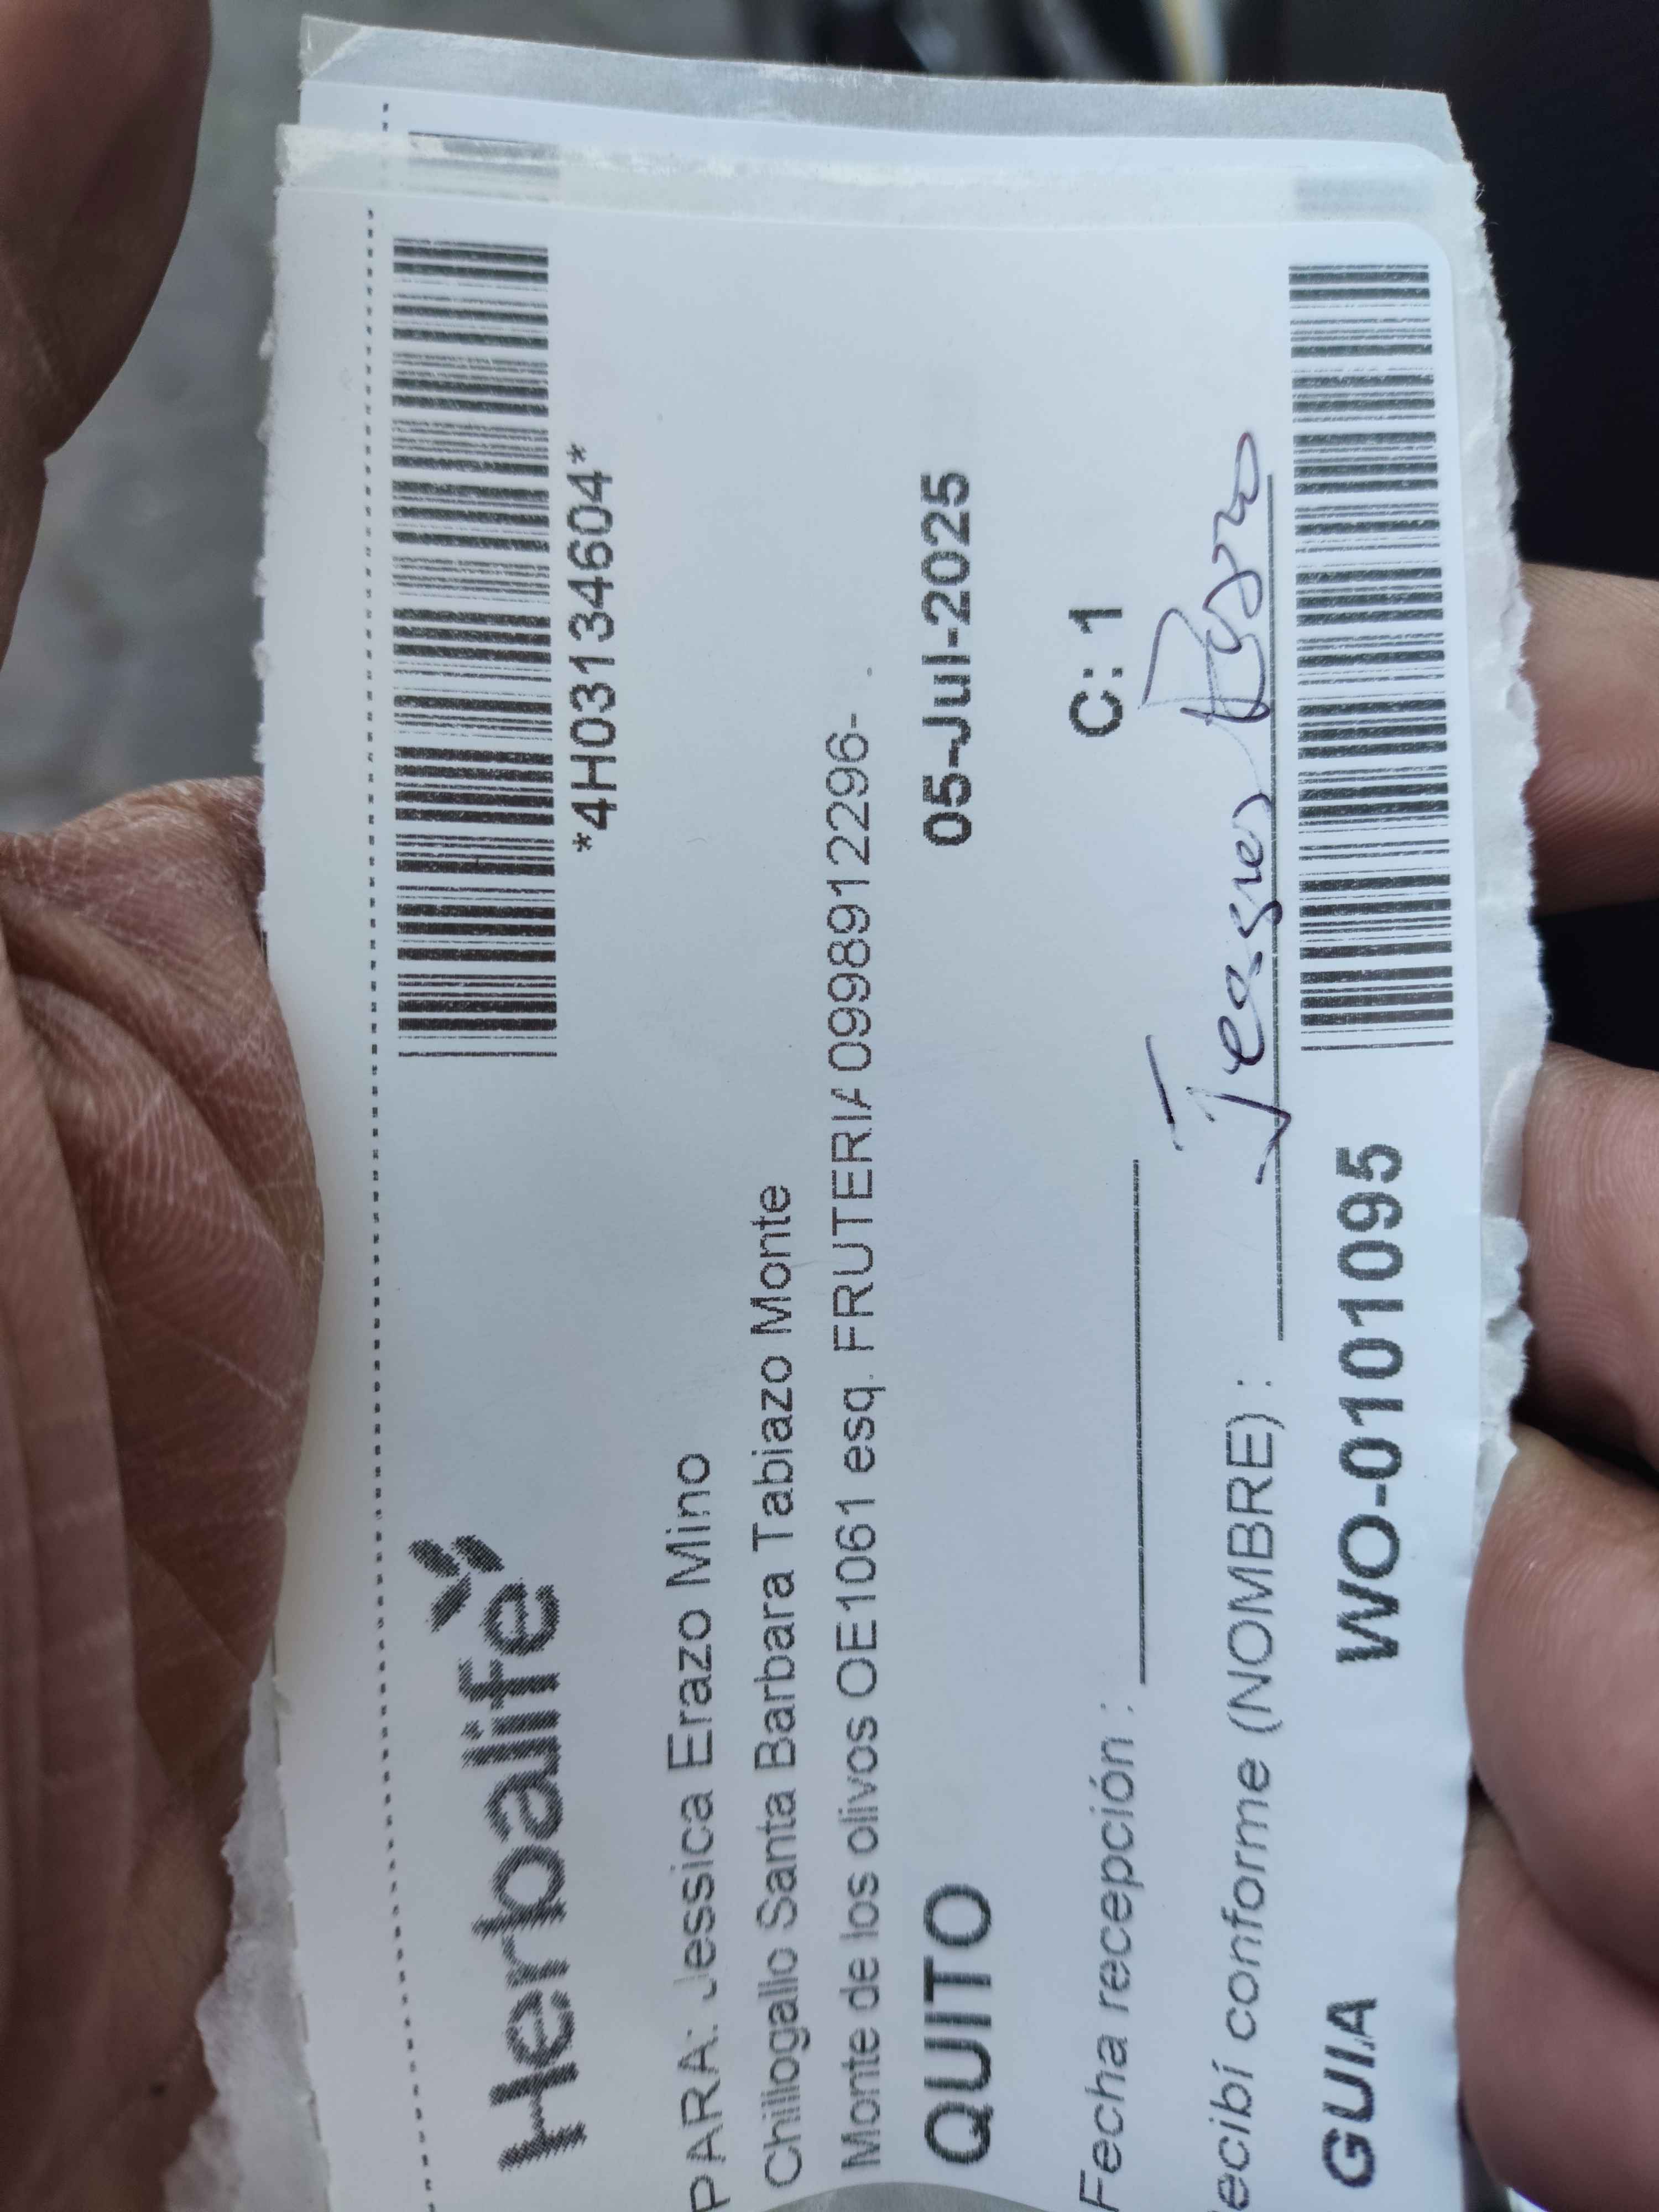 Herbalife
*4H03134604*
PARA: Jessica Erazo Mino
Chillogallo Santa Barbara Tabiazo Monte
Monte de los olivos OE1061 esq. FRUTERIA 0998912296- .
QUITO 05-Jul-2025
Fecha recepción : C: 1
ecibí conforme (NOMBRE) :
GUIA WO-0101095